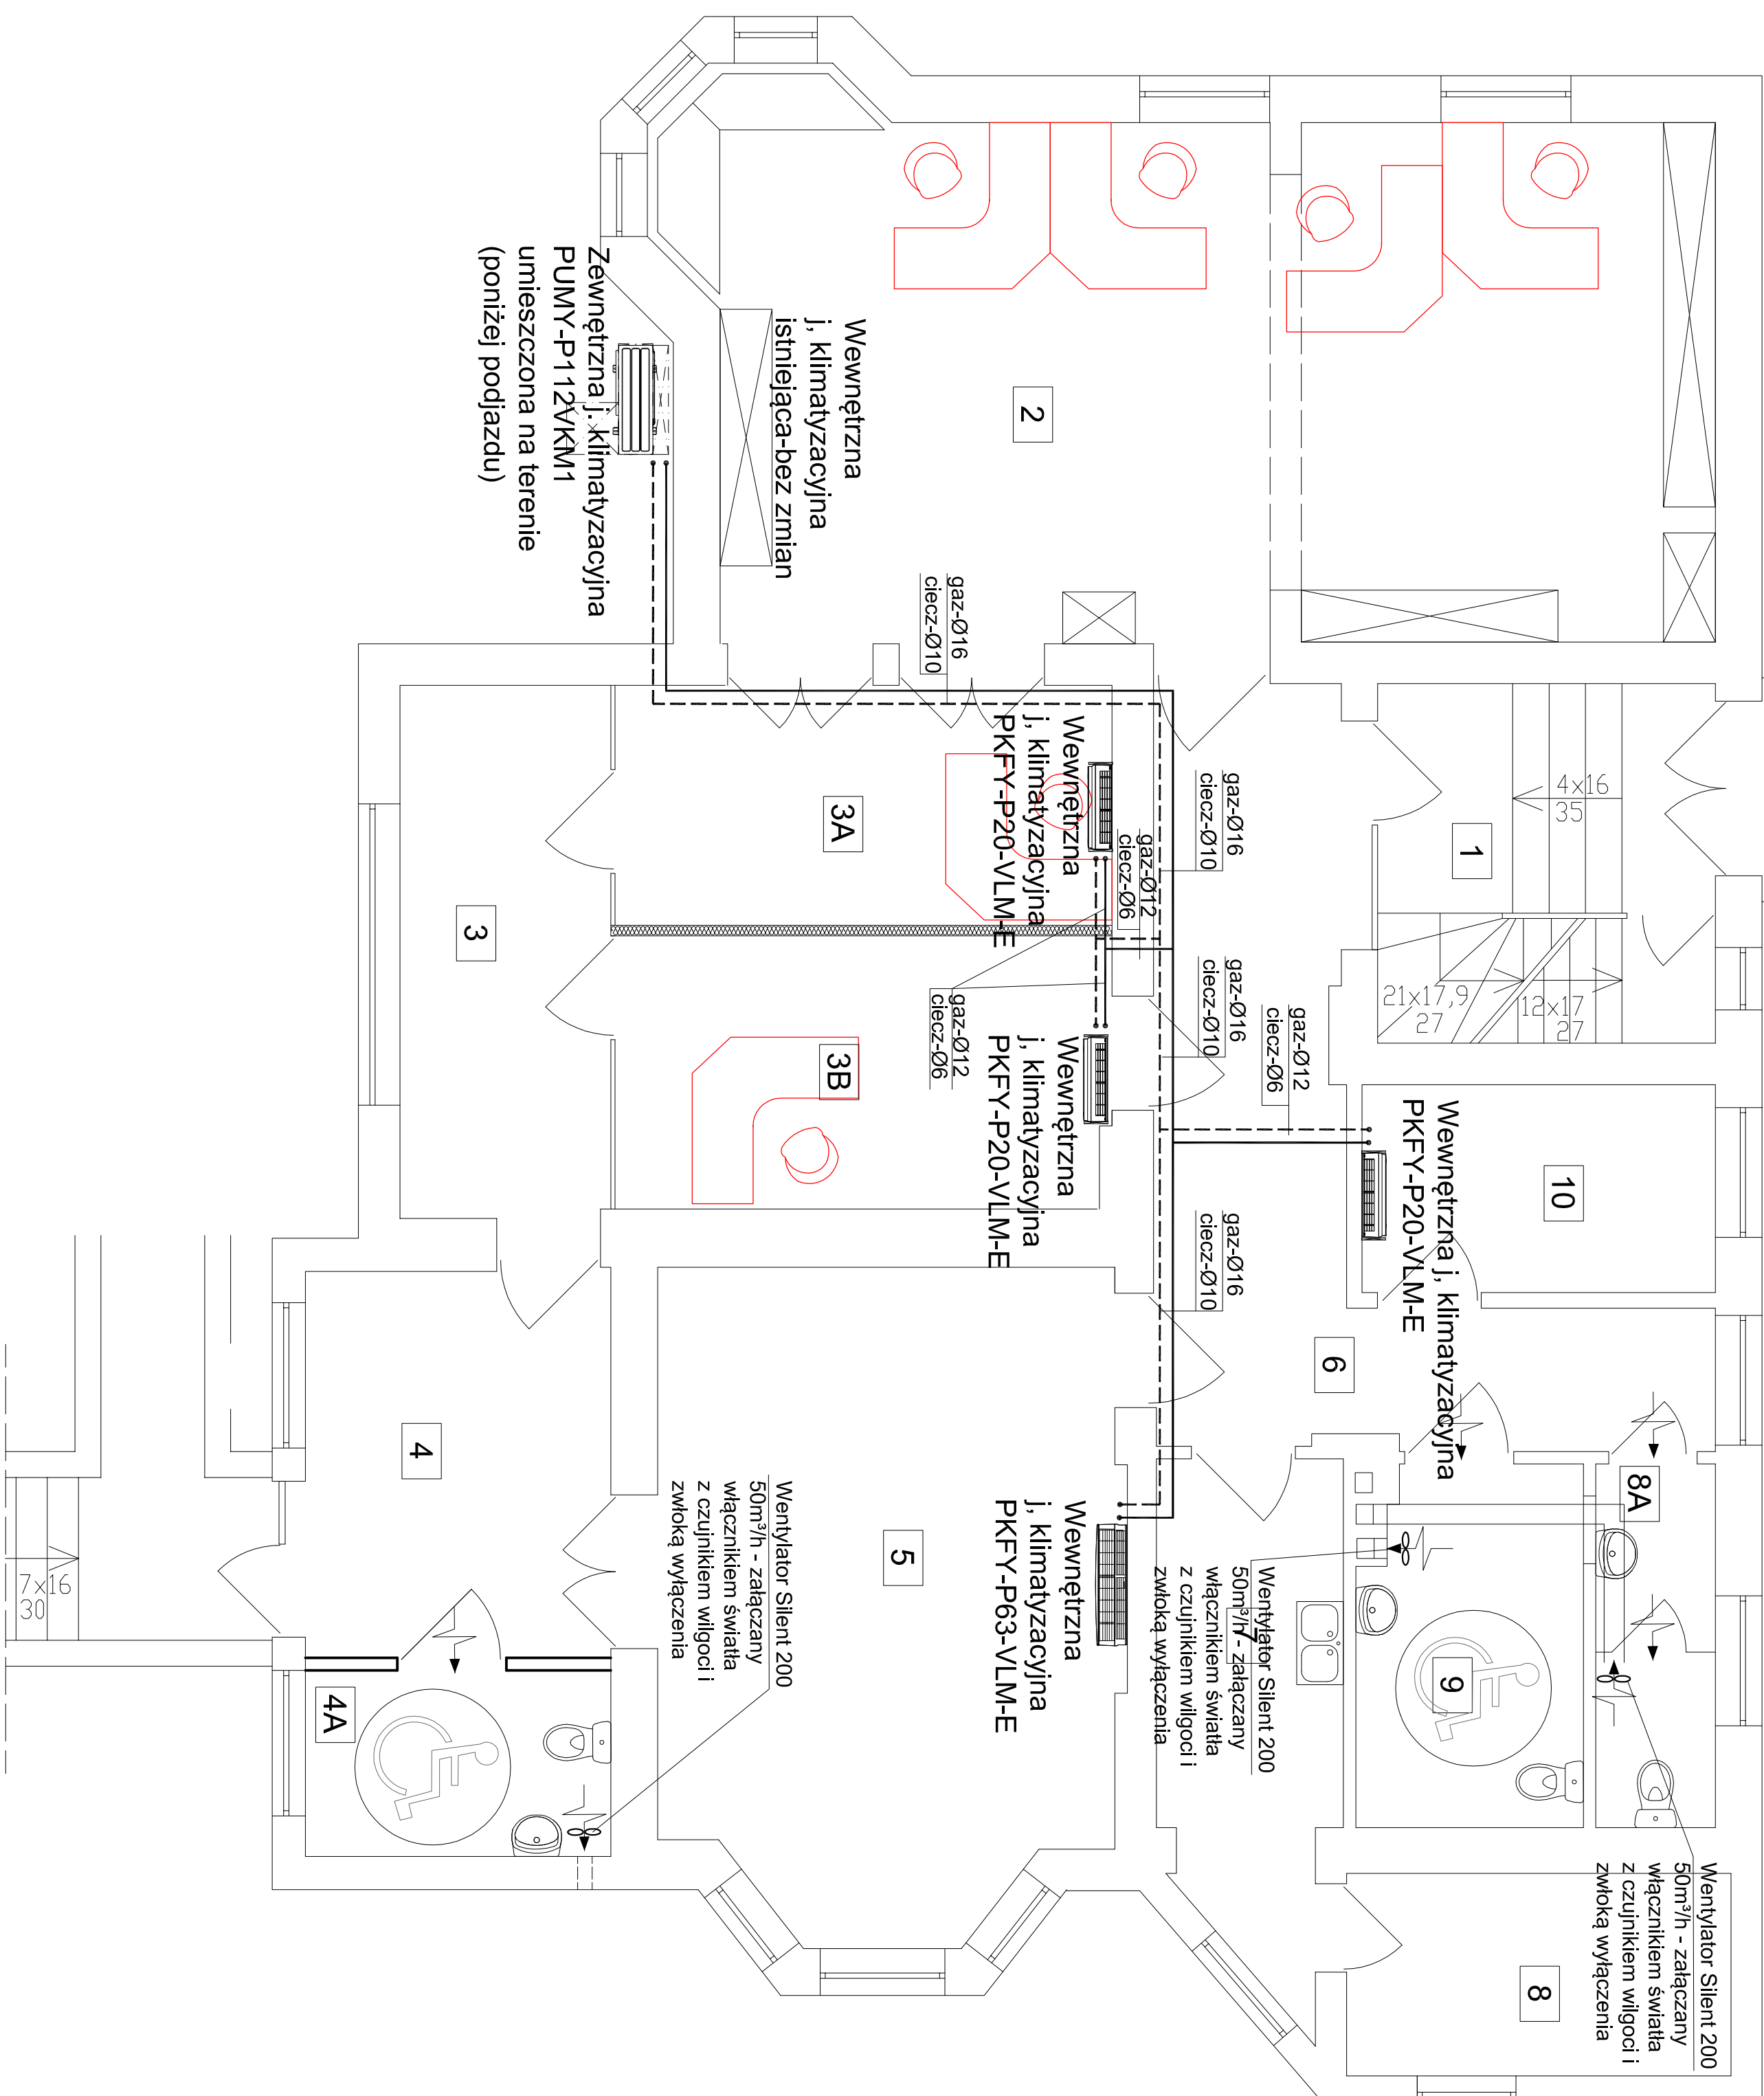 Wentylator Silent 200
50m³/h - załączany
włącznikiem światła
z czujnikiem wilgoci i
zwłoką wyłączenia
8
8A
4x16
35
1
12x17
27
21x17,9
27
10
Wewnętrzna j, klimatyzacyjna
PKFY-P20-VLM-E
9
6
gaz-Ø12
ciecz-Ø6
gaz-Ø16
ciecz-Ø10
gaz-Ø16
ciecz-Ø10
gaz-Ø16
ciecz-Ø10
7
Wentylator Silent 200
50m³/h - załączany
włącznikiem światła
z czujnikiem wilgoci i
zwłoką wyłączenia
gaz-Ø12
ciecz-Ø6
2
Wewnętrzna
j, klimatyzacyjna
PKFY-P20-VLM-E
Wewnętrzna
j, klimatyzacyjna
PKFY-P20-VLM-E
Wewnętrzna
j, klimatyzacyjna
PKFY-P63-VLM-E
gaz-Ø16
ciecz-Ø10
gaz-Ø12
ciecz-Ø6
5
Wewnętrzna
j, klimatyzacyjna
istniejąca-bez zmian
3A
3B
Wentylator Silent 200
50m³/h - załączany
włącznikiem światła
z czujnikiem wilgoci i
zwłoką wyłączenia
Zewnętrzna j. klimatyzacyjna
PUMY-P112VKM1
umieszczona na terenie
(poniżej podjazdu)
3
4
4A
7x16
30